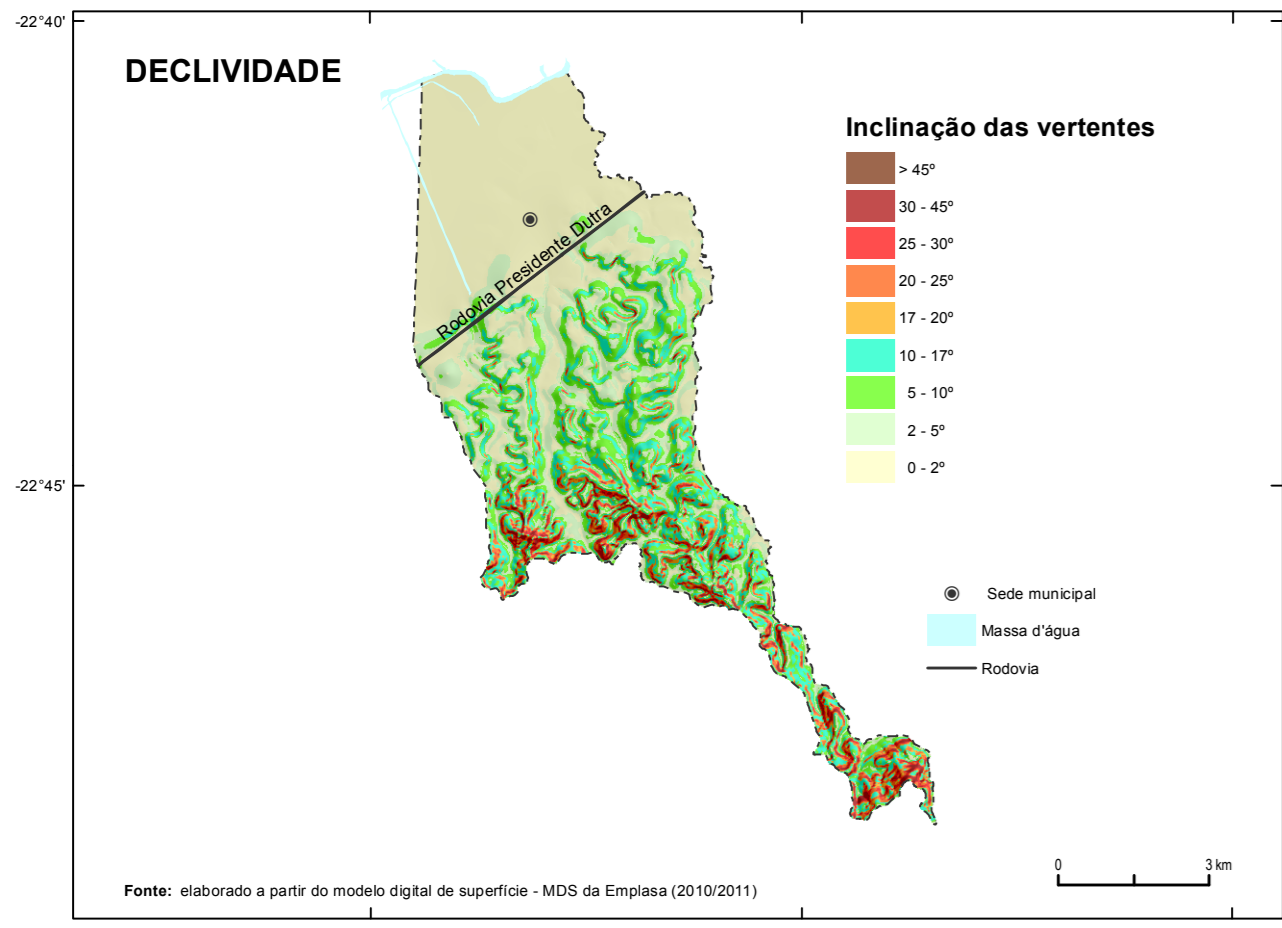 -22°40'
DECLIVIDADE
Inclinação das vertentes
> 45º
30 - 45º
25 - 30º
20 - 25º
17 - 20º
10 - 17º
5 - 10º
2 - 5º
0 - 2º
Rodovia Presidente Dutra
-22°45'
Sede municipal
Massa d'água
Rodovia
0 3 km
Fonte: elaborado a partir do modelo digital de superfície - MDS da Emplasa (2010/2011)